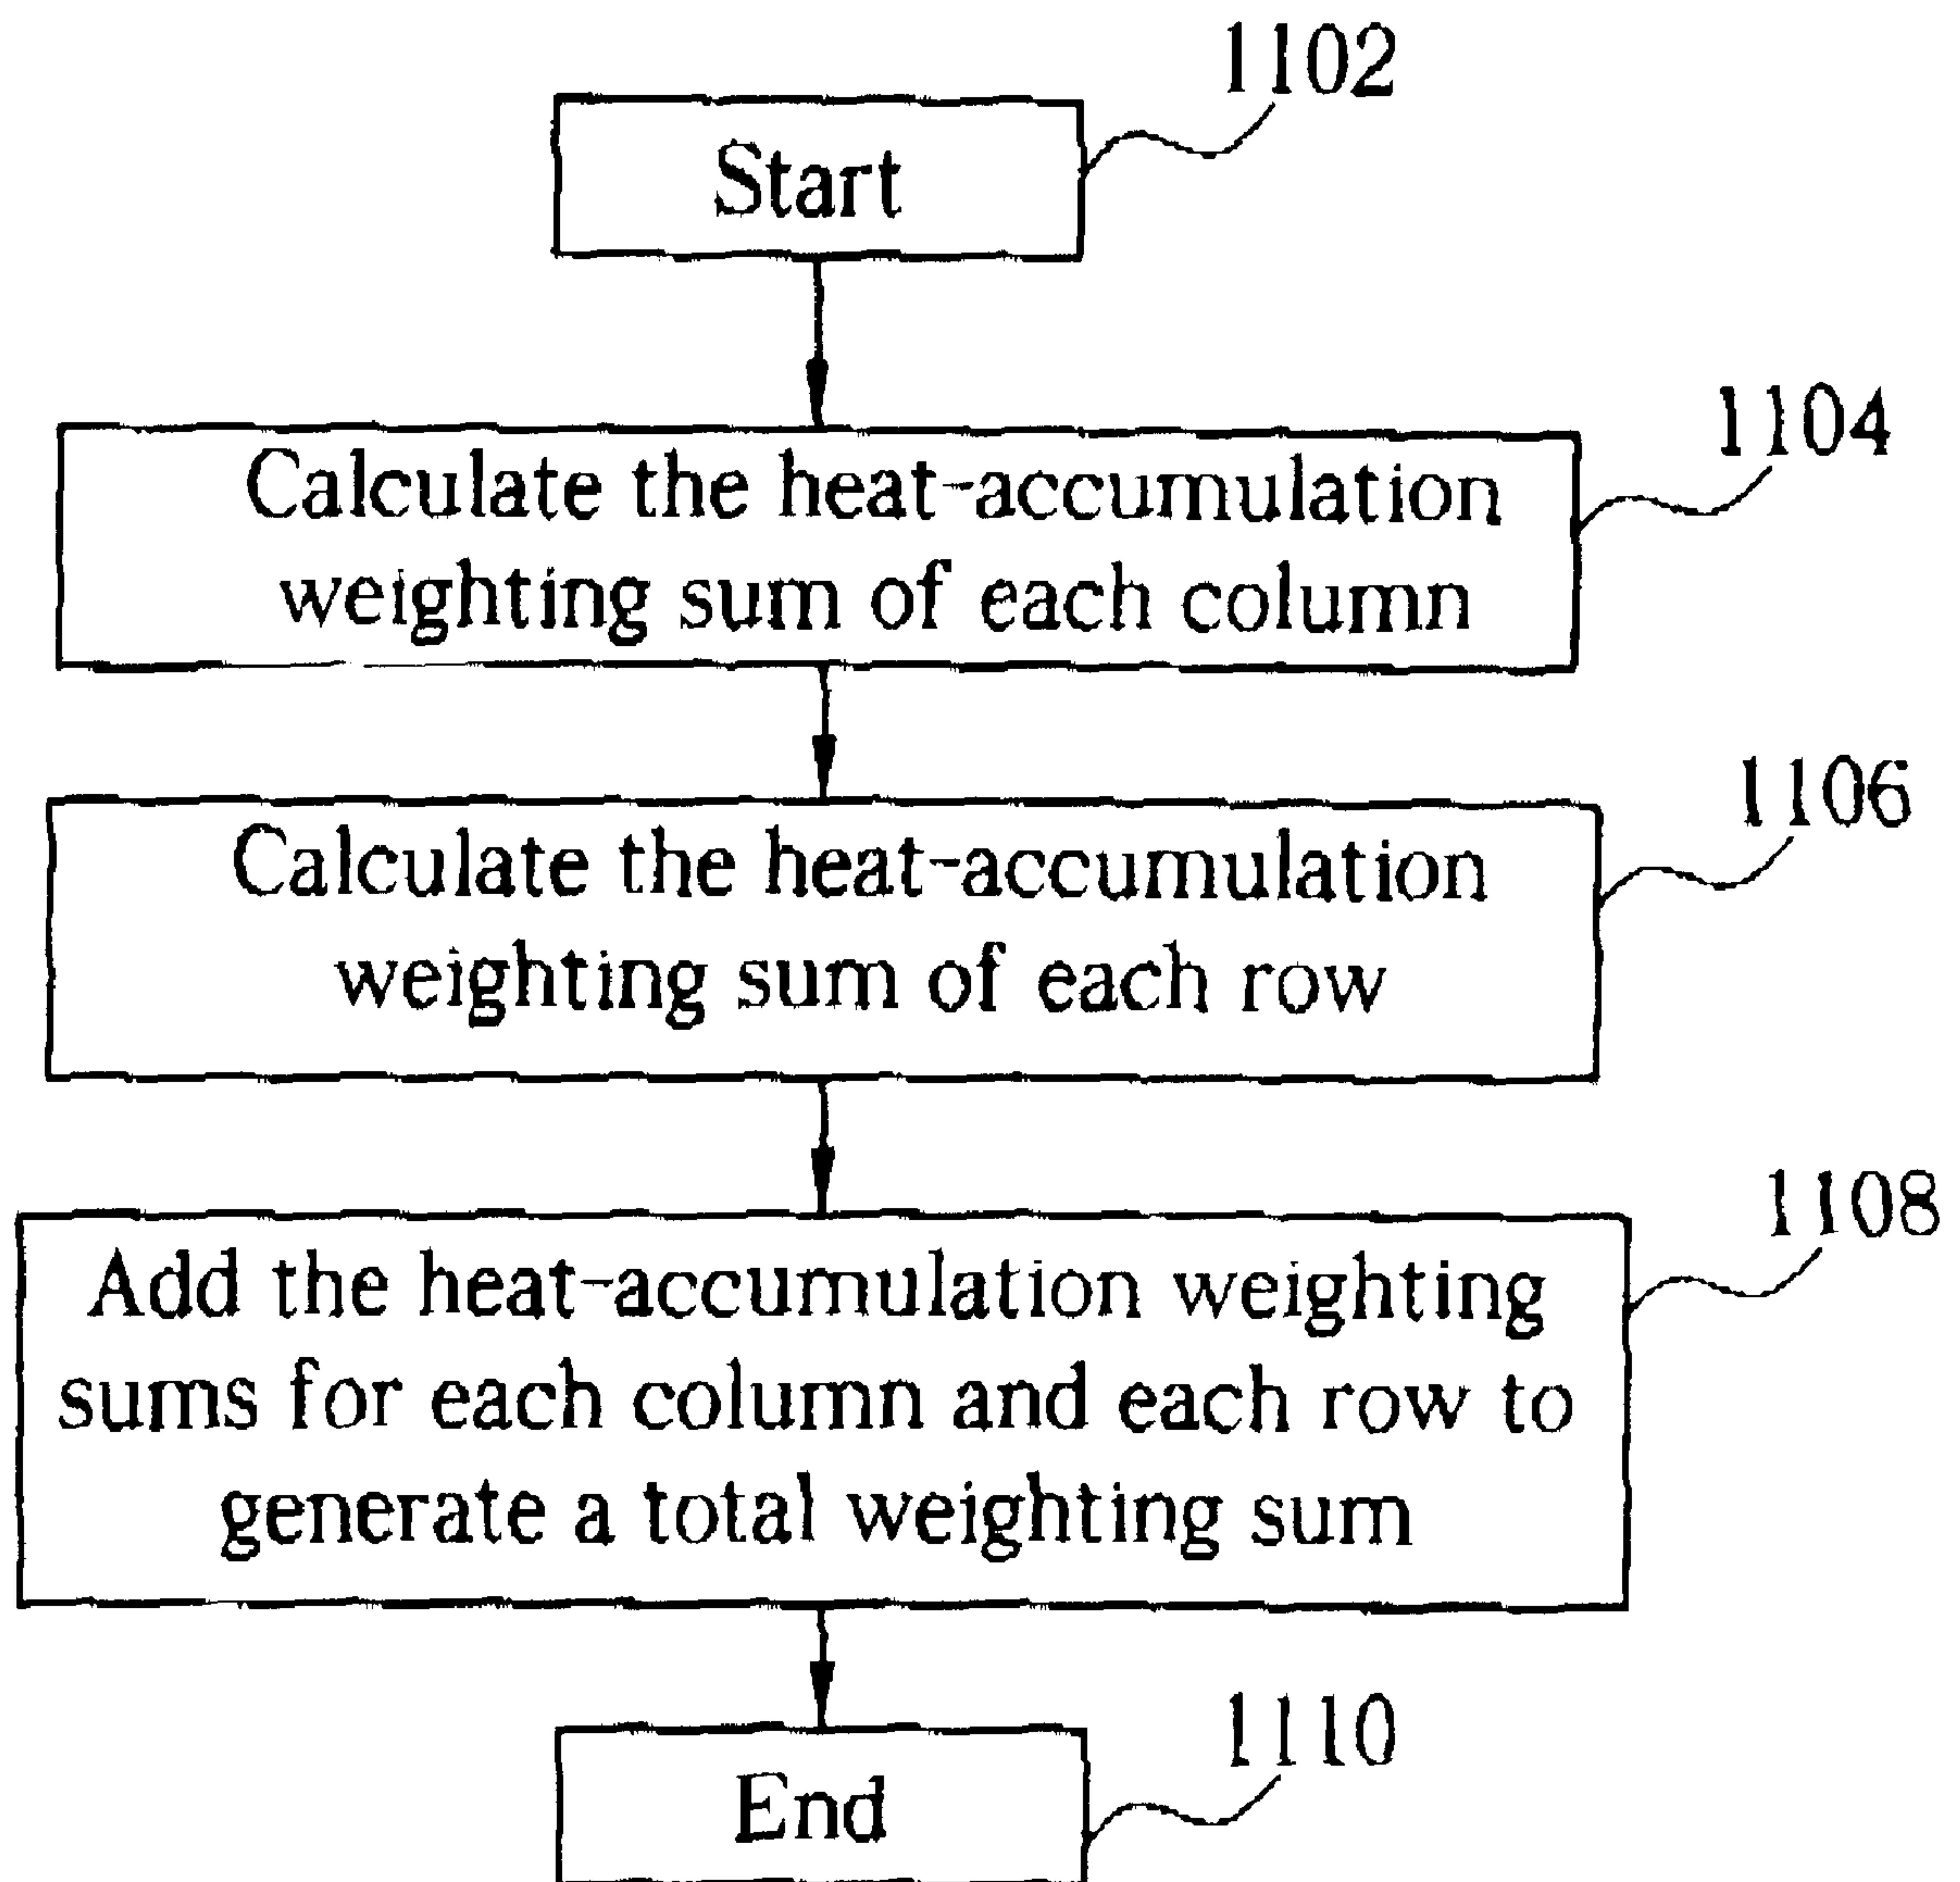 1102
Start
1104
Calculate the heat-accumulation
weighting sum of each column
1106
Calculate the heat-accumulation
weighting sum of each row
1108
Add the heat-accumulation weighting
sums for each column and each row to
generate a total weighting sum
1110
End